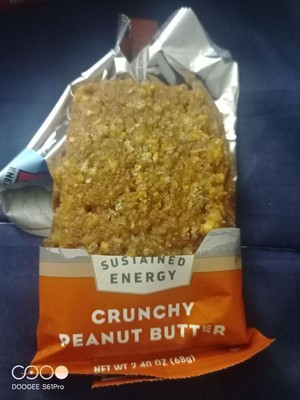 SUSTAINED
ENERGY
CRUNCHY
PEANUT BUTTER
NET WT 2.40 OZ (68g)
DOOGEE S61Pro